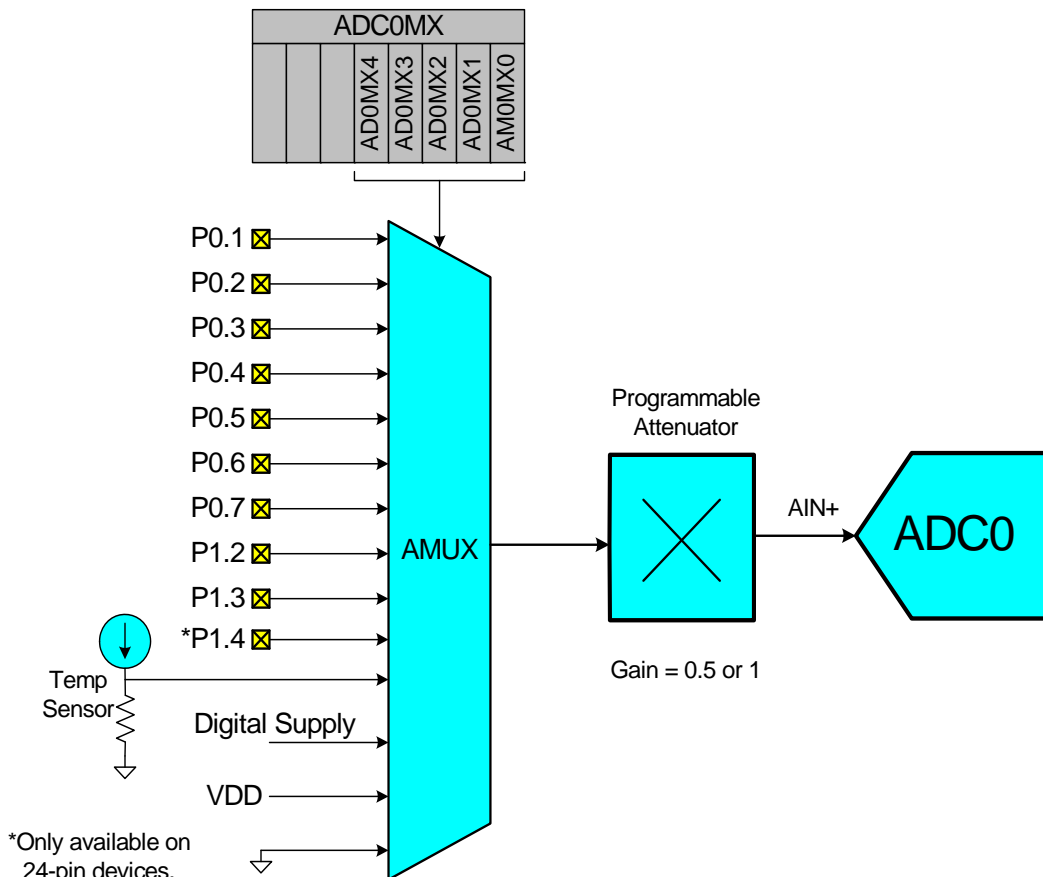 ADC0MX
AD0MX4
AD0MX3
AD0MX2
AD0MX1
AM0MX0
P0.1
P0.2
P0.3
P0.4
P0.5
P0.6
P0.7
P1.2
P1.3
*P1.4
Temp
Sensor
Digital Supply
VDD
*Only available on
24-pin devices.
AMUX
Programmable
Attenuator
Gain = 0.5 or 1
AIN+
ADC0